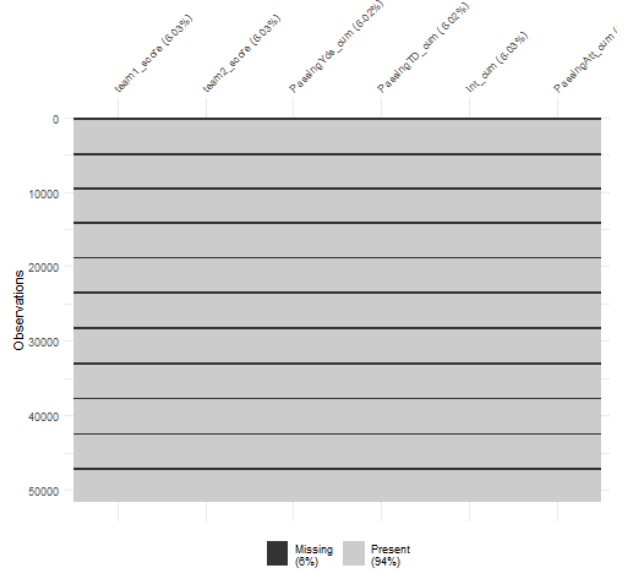 team1_score (6.03%)
team2_score (6.03%)
PassingYds_cum (6.02%)
PassingTD_cum (6.02%)
Int_cum (6.03%)
PassingAtt_cum (
0
10000
20000
30000
40000
50000
Observations
Missing
(6%)
Present
(94%)